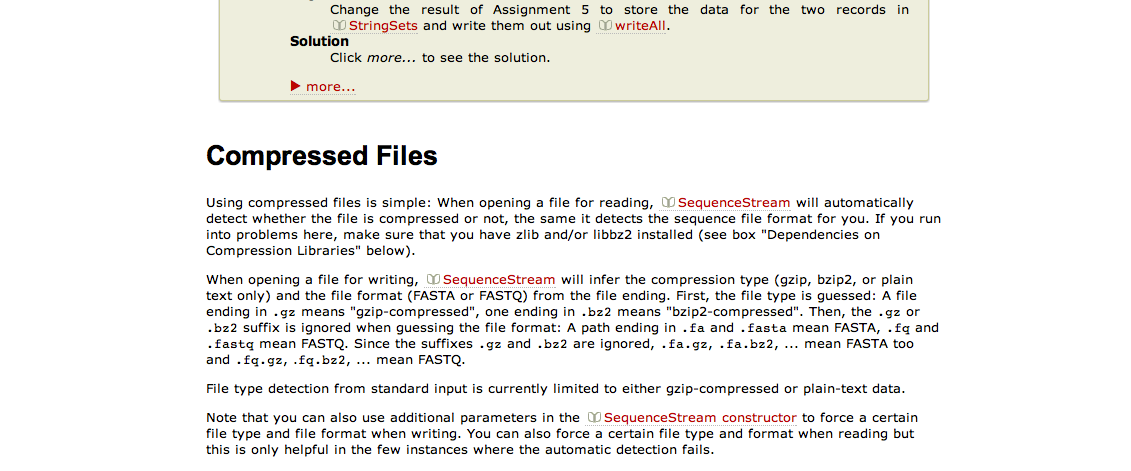 Change the result of Assignment 5 to store the data for the two records in
StringSets and write them out using writeAll.
Solution
Click more... to see the solution.
more...
Compressed Files
Using compressed files is simple: When opening a file for reading, SequenceStream will automatically
detect whether the file is compressed or not, the same it detects the sequence file format for you. If you run
into problems here, make sure that you have zlib and/or libbz2 installed (see box "Dependencies on
Compression Libraries" below).
When opening a file for writing, SequenceStream will infer the compression type (gzip, bzip2, or plain
text only) and the file format (FASTA or FASTQ) from the file ending. First, the file type is guessed: A file
ending in .gz means "gzip-compressed", one ending in .bz2 means "bzip2-compressed". Then, the .gz or
.bz2 suffix is ignored when guessing the file format: A path ending in .fa and .fasta mean FASTA, .fq and
.fastq mean FASTQ. Since the suffixes .gz and .bz2 are ignored, .fa.gz, .fa.bz2, ... mean FASTA too
and .fq.gz, .fq.bz2, ... mean FASTQ.
File type detection from standard input is currently limited to either gzip-compressed or plain-text data.
Note that you can also use additional parameters in the SequenceStream constructor to force a certain
file type and file format when writing. You can also force a certain file type and format when reading but
this is only helpful in the few instances where the automatic detection fails.